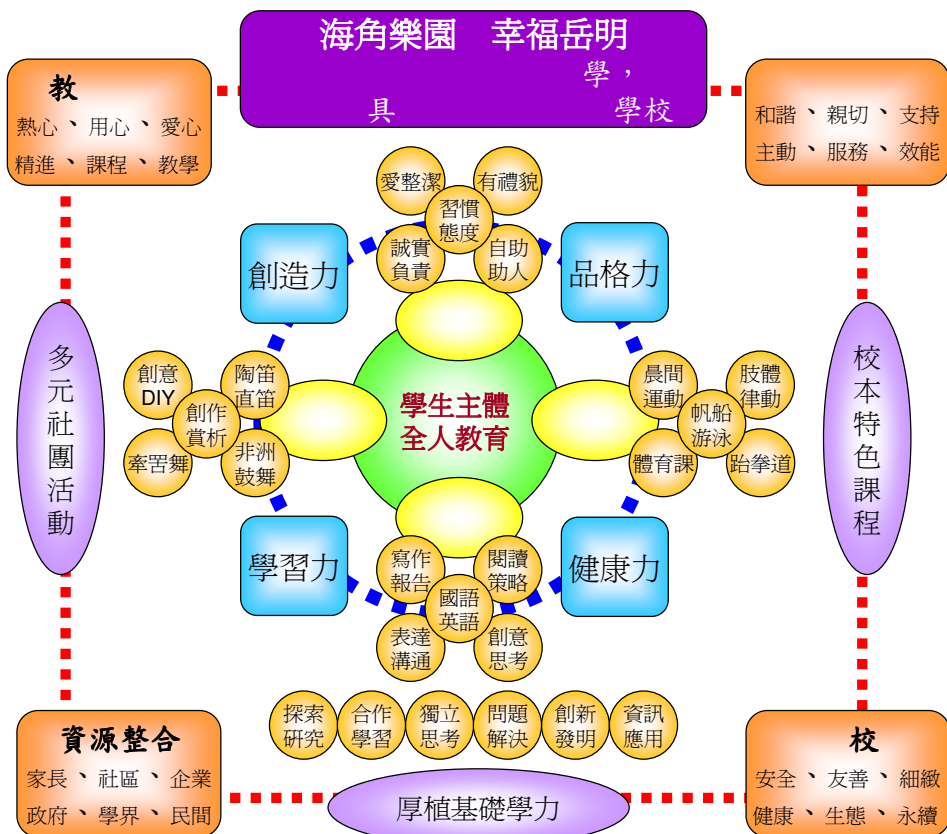 海角樂園　幸福岳明
學，
具　學校
教
熱心、用心、愛心
精進、課程、教學
和諧、親切、支持
主動、服務、效能
愛整潔
有禮貌
習慣
態度
誠實
負責
自助
助人
創造力
品格力
多元社團活動
創意
DIY
陶笛
直笛
創作
賞析
牽罟舞
非洲
鼓舞
學生主體
全人教育
晨間
運動
肢體
律動
帆船
游泳
體育課
跆拳道
校本特色課程
學習力
健康力
寫作
報告
閱讀
策略
國語
英語
表達
溝通
創意
思考
探索
研究
合作
學習
獨立
思考
問題
解決
創新
發明
資訊
應用
資源整合
家長、社區、企業
政府、學界、民間
厚植基礎學力
校
安全、友善、細緻
健康、生態、永續